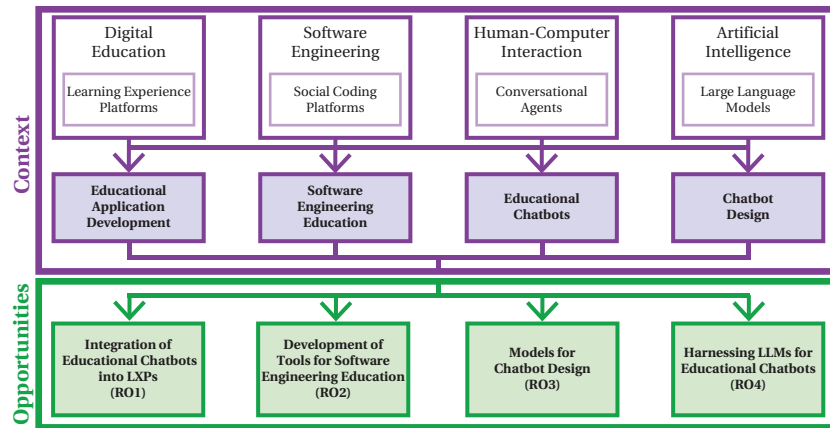 Digital
Education
Learning Experience
Platforms
Software
Engineering
Social Coding
Platforms
Human-Computer
Interaction
Conversational
Agents
Artificial
Intelligence
Large Language
Models
Context
Educational
Application
Development
Software
Engineering
Education
Educational
Chatbots
Chatbot
Design
Opportunities
Integration of
Educational Chatbots
into LXPs
(RO1)
Development of
Tools for Software
Engineering Education
(RO2)
Models for
Chatbot Design
(RO3)
Harnessing LLMs for
Educational Chatbots
(RO4)